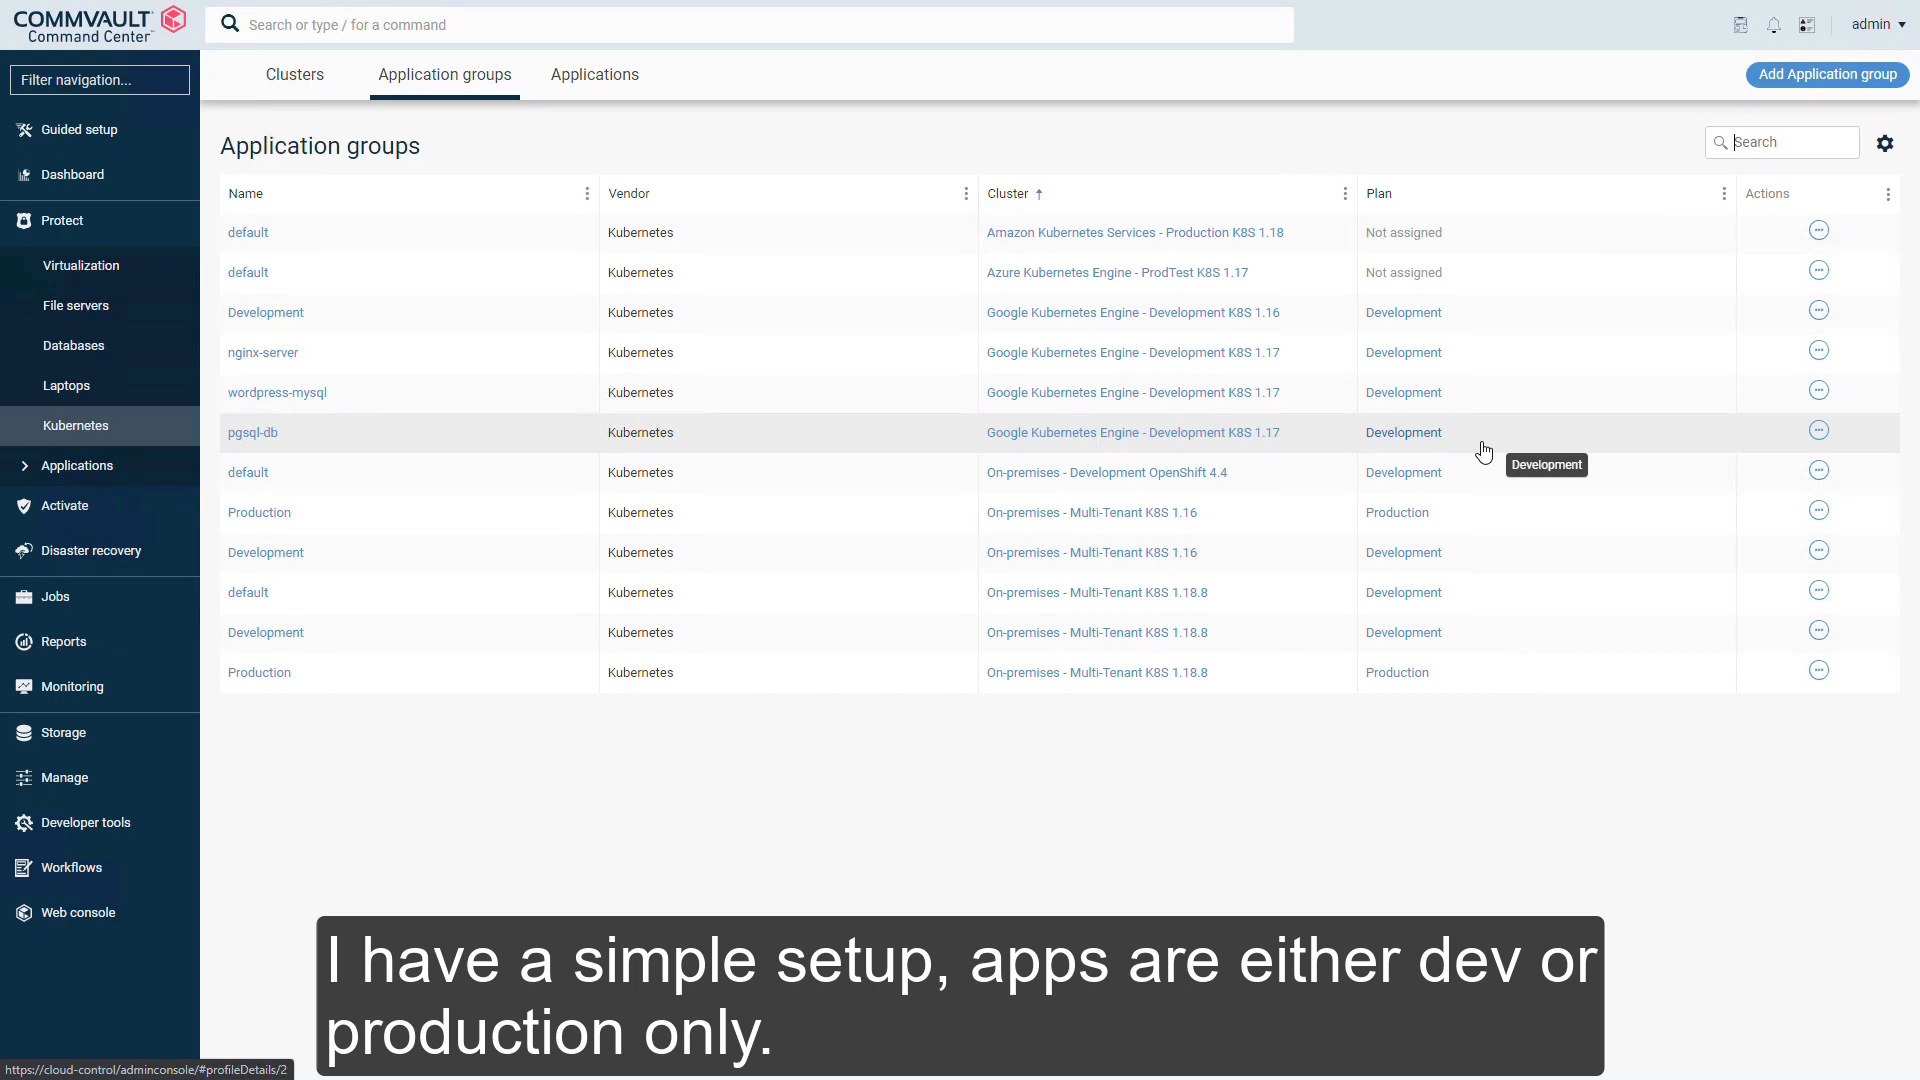 COMMVAULT
Command Center™
Search or type / for a command
admin
Filter navigation...
Guided setup
Dashboard
Protect
Virtualization
File servers
Databases
Laptops
Kubernetes
Applications
Activate
Disaster recovery
Jobs
Reports
Monitoring
Storage
Manage
Developer tools
Workflows
Web console
Clusters Application groups Applications
Add Application group
Application groups
Search
Name Vendor Cluster ↑ Plan Actions
default Kubernetes Amazon Kubernetes Services - Production K8S 1.18 Not assigned
default Kubernetes Azure Kubernetes Engine - ProdTest K8S 1.17 Not assigned
Development Kubernetes Google Kubernetes Engine - Development K8S 1.16 Development
nginx-server Kubernetes Google Kubernetes Engine - Development K8S 1.17 Development
wordpress-mysql Kubernetes Google Kubernetes Engine - Development K8S 1.17 Development
pgsql-db Kubernetes Google Kubernetes Engine - Development K8S 1.17 Development
Development
default Kubernetes On-premises - Development OpenShift 4.4 Development
Production Kubernetes On-premises - Multi-Tenant K8S 1.16 Production
Development Kubernetes On-premises - Multi-Tenant K8S 1.16 Development
default Kubernetes On-premises - Multi-Tenant K8S 1.18.8 Development
Development Kubernetes On-premises - Multi-Tenant K8S 1.18.8 Development
Production Kubernetes On-premises - Multi-Tenant K8S 1.18.8 Production
I have a simple setup, apps are either dev or
production only.
https://cloud-control/adminconsole/#profileDetails/2